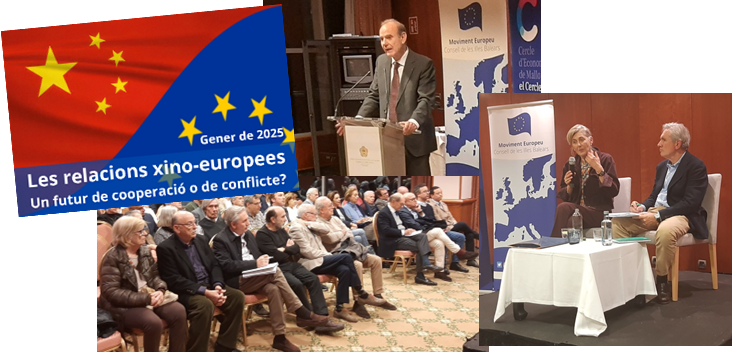 Gener de 2025
Les relacions xino-europees
Un futur de cooperació o de conflicte?
Moviment Europeu
Consell de les Illes Balears
Cercle
d'Economia
de Mallorca
el Cercle
Moviment Europeu
Consell de les Illes Balears